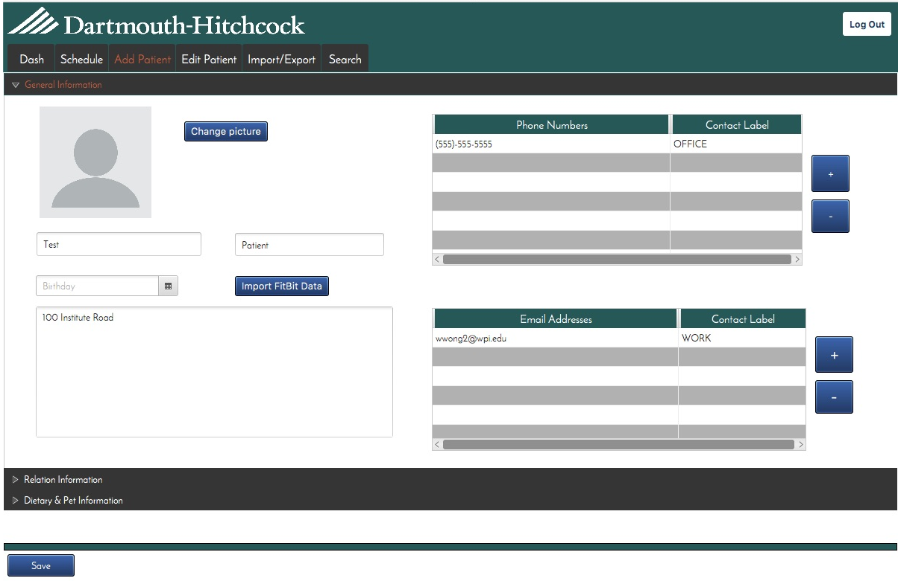 Dartmouth-Hitchcock
Log Out
Dash Schedule Add Patient Edit Patient Import/Export Search
General Information
Change picture
Phone Numbers Contact Label
(555)-555-5555 OFFICE
+
-
Test Patient
Birthday Import FitBit Data
100 Institute Road
Email Addresses Contact Label
wwong2@wpi.edu WORK
+
-
Relation Information
Dietary & Pet Information
Save